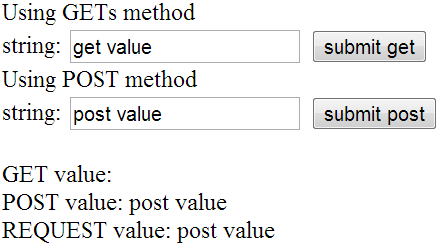 Using GETs method
string: get value submit get
Using POST method
string: post value submit post
GET value:
POST value: post value
REQUEST value: post value